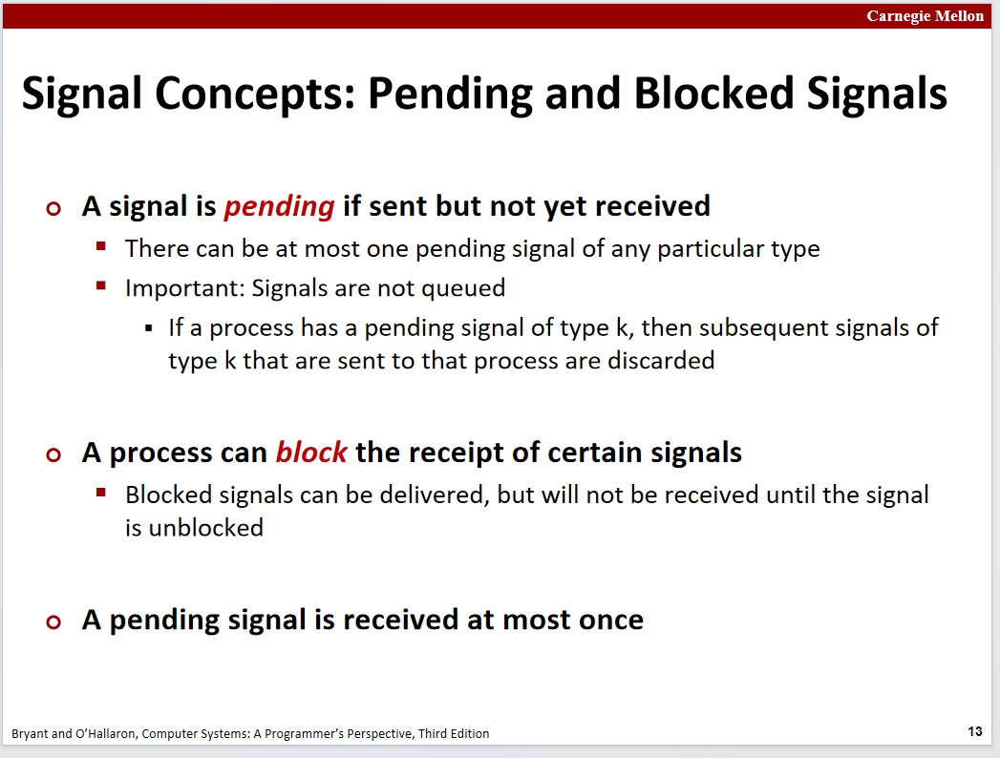 Carnegie Mellon
Signal Concepts: Pending and Blocked Signals
A signal is pending if sent but not yet received
There can be at most one pending signal of any particular type
Important: Signals are not queued
If a process has a pending signal of type k, then subsequent signals of
type k that are sent to that process are discarded
A process can block the receipt of certain signals
Blocked signals can be delivered, but will not be received until the signal
is unblocked
A pending signal is received at most once
Bryant and O’Hallaron, Computer Systems: A Programmer’s Perspective, Third Edition
13